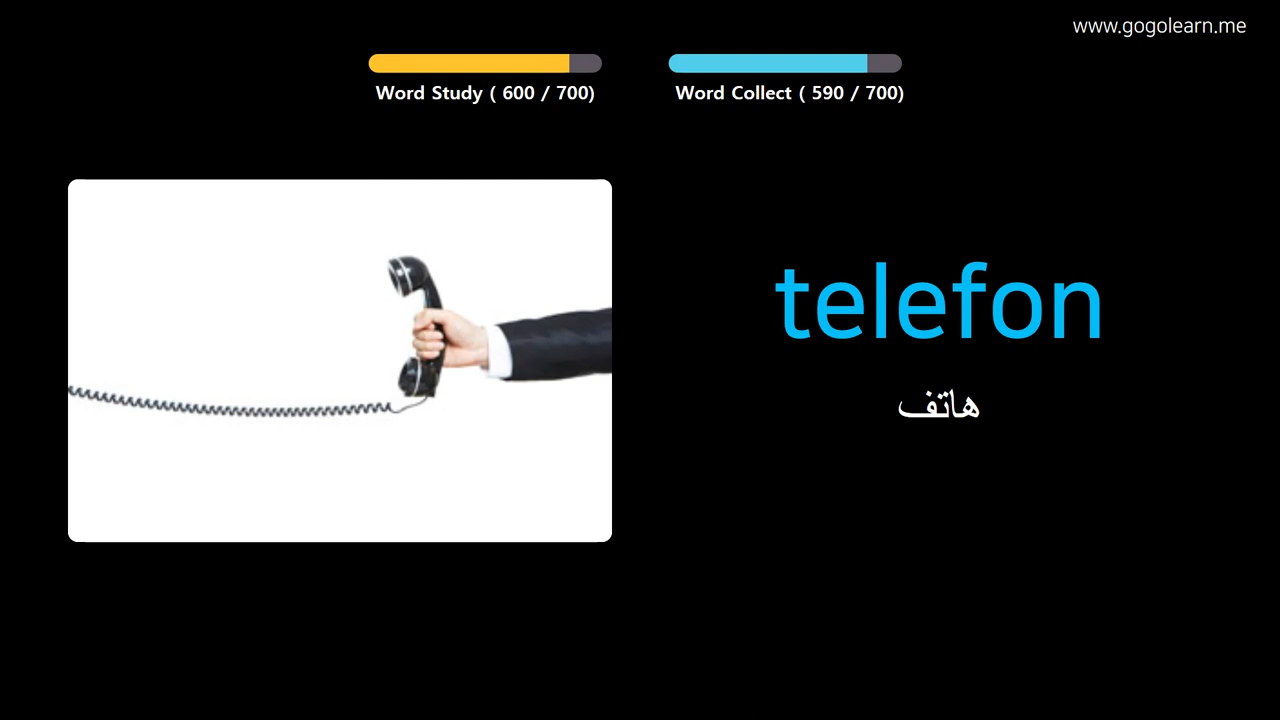 www.gogolearn.me
Word Study ( 600 / 700)
Word Collect ( 590 / 700)
telefon
هاتف